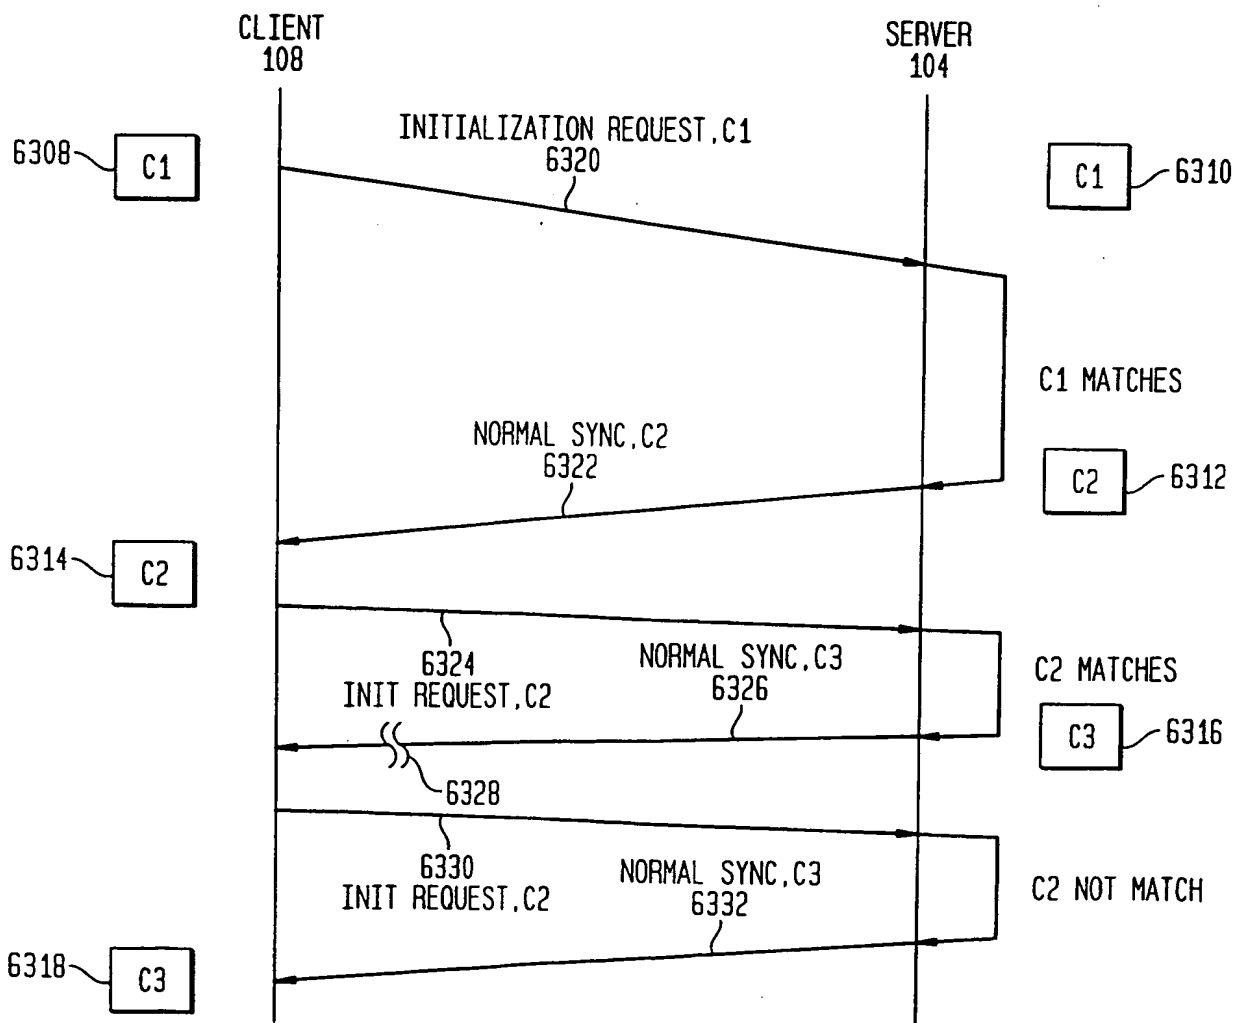 CLIENT
108
SERVER
104
INITIALIZATION REQUEST, C1
6320
6308
C1
C1
6310
C1 MATCHES
NORMAL SYNC, C2
6322
C2
6312
6314
C2
6324
INIT REQUEST, C2
NORMAL SYNC, C3
6326
C2 MATCHES
C3
6316
6328
6330
INIT REQUEST, C2
NORMAL SYNC, C3
6332
C2 NOT MATCH
6318
C3